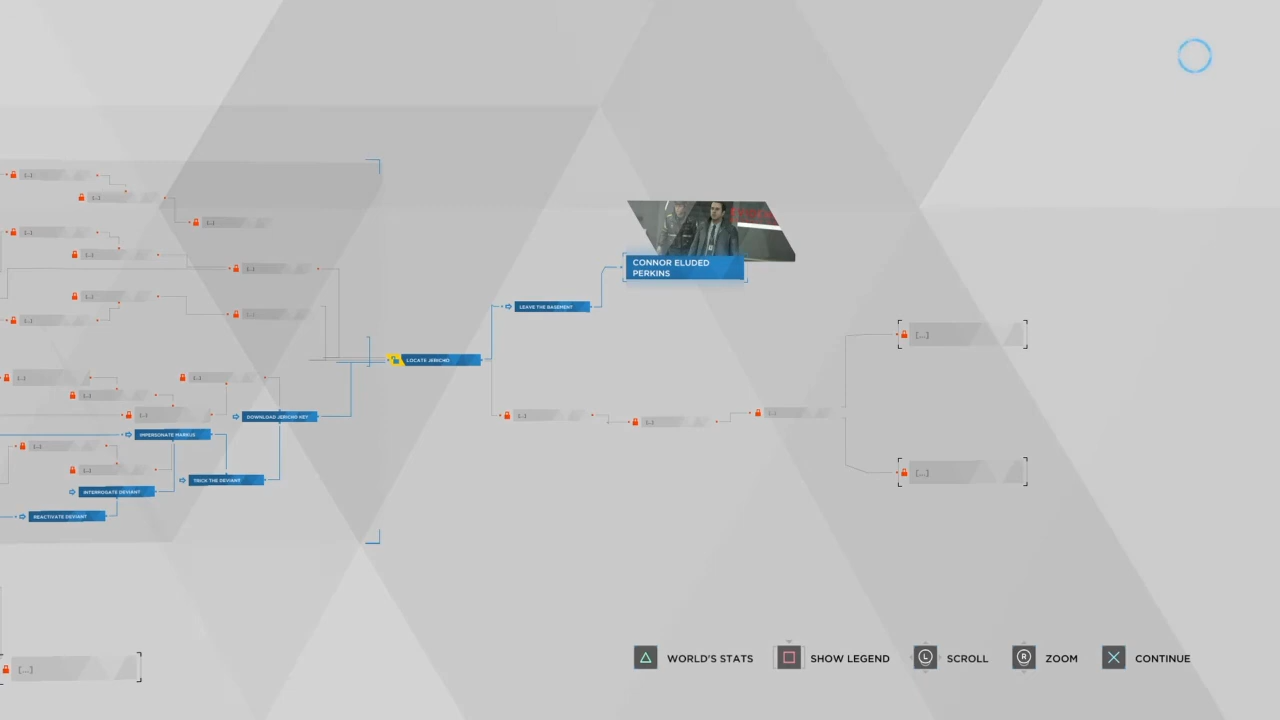 [...]
[...]
[...]
[...]
[...]
[...]
[...]
[...]
[...]
CONNOR ELUDED
PERKINS
LEAVE THE BASEMENT
[...]
LOCATE JERICHO
[...]
[...]
[...]
[...]
DOWNLOAD JERICHO KEY
[...]
[...]
[...]
IMPERSONATE MARKUS
[...]
[...]
[...]
TRICK THE DEVIANT
INTERROGATE DEVIANT
REACTIVATE DEVIANT
[...]
WORLD'S STATS
SHOW LEGEND
L
SCROLL
R
ZOOM
CONTINUE